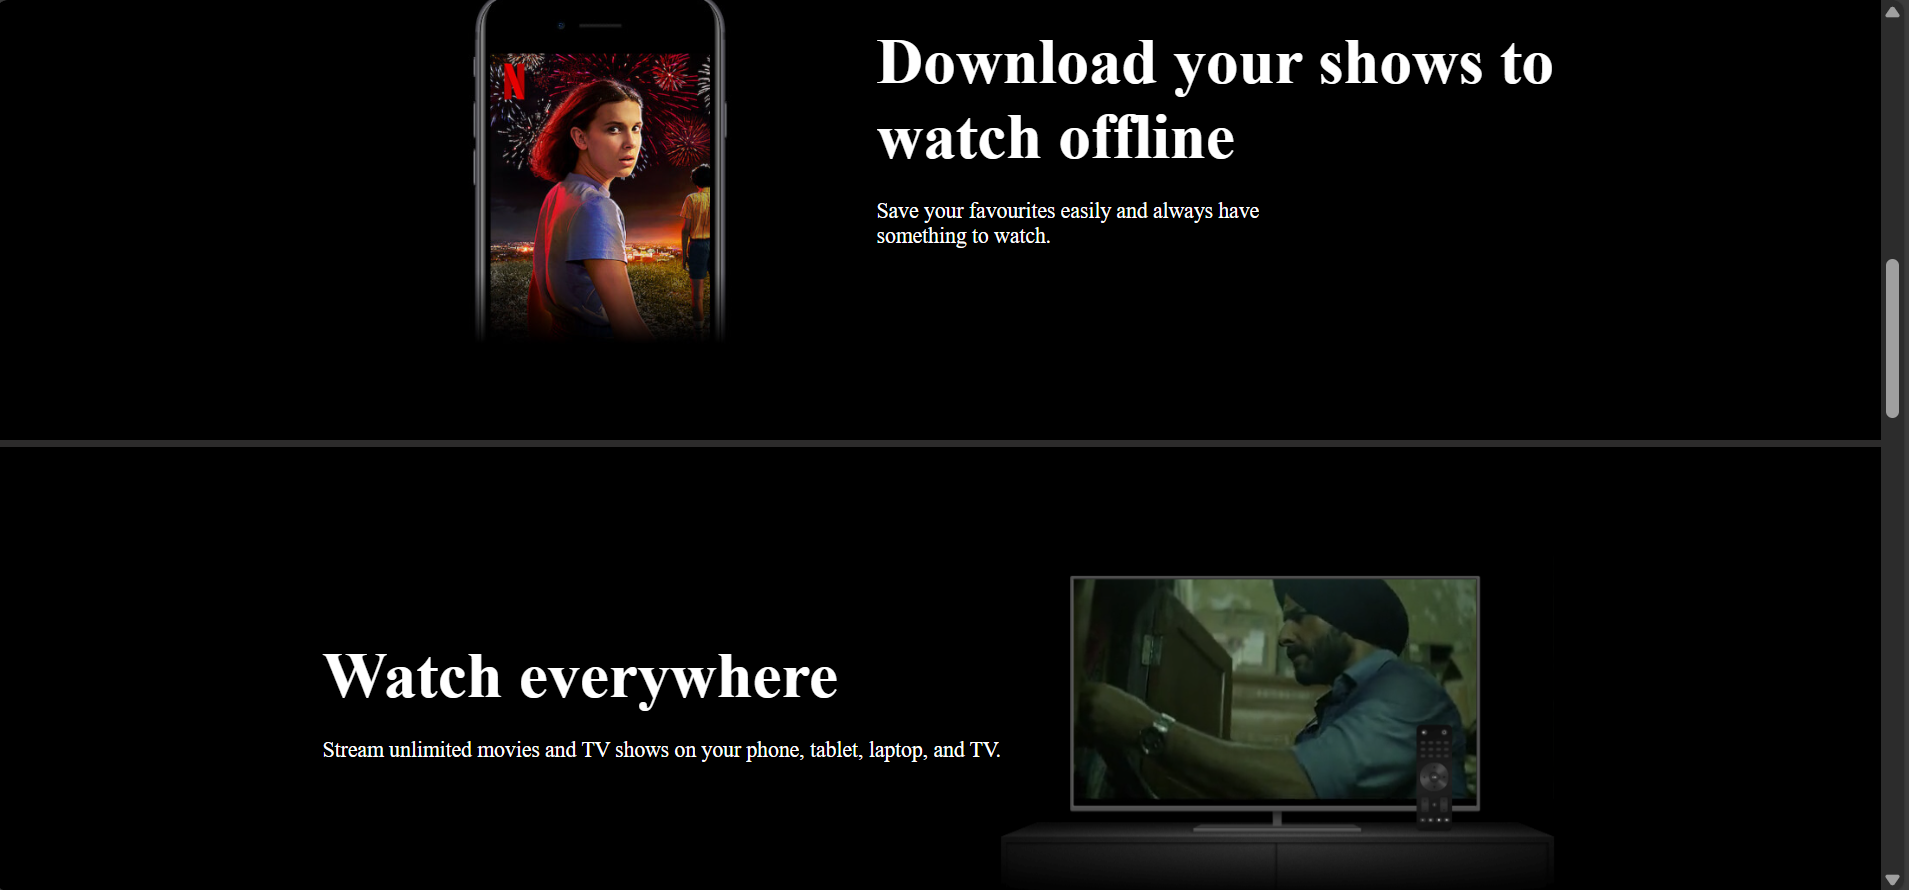 N
Download your shows to
watch offline
Save your favourites easily and always have
something to watch.
Watch everywhere
Stream unlimited movies and TV shows on your phone, tablet, laptop, and TV.